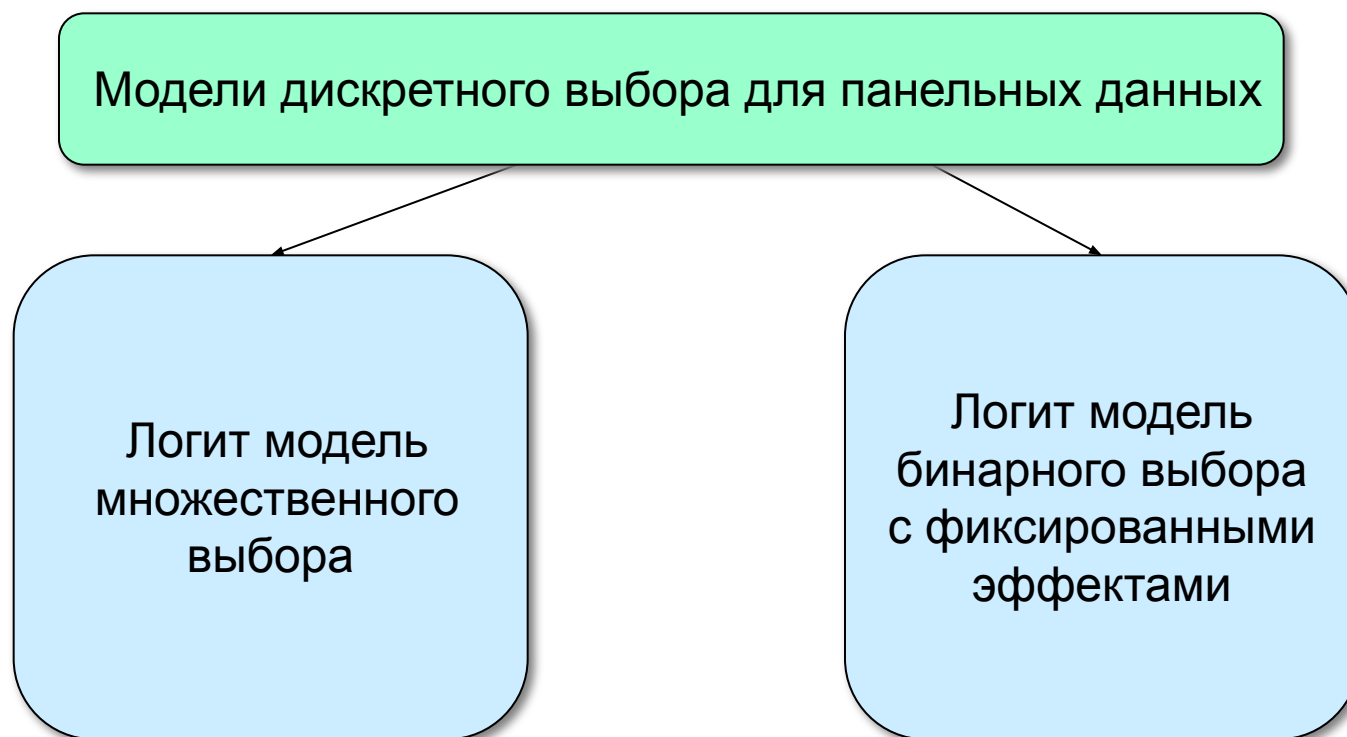 Модели дискретного выбора для панельных данных
Логит модель
множественного
выбора
Логит модель
бинарного выбора
с фиксированными
эффектами